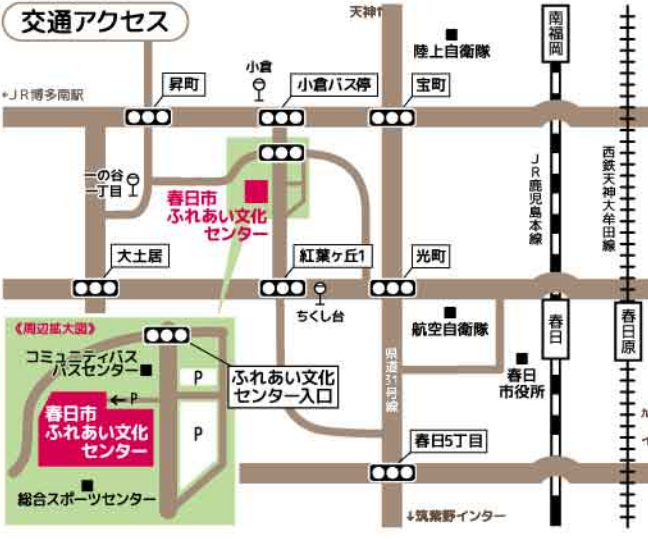 交通アクセス
天神
南福岡
陸上自衛隊
小倉
昇町
小倉バス停
宝町
←JR博多南駅
一の谷
一丁目
春日市
ふれあい文化
センター
JR鹿児島本線
西鉄天神大牟田線
大土居
紅葉ヶ丘1
光町
ちくし台
航空自衛隊
春日
春日原
県道31号線
春日
市役所
《周辺拡大図》
コミュニティバス
バスセンター
P
ふれあい文化
センター入口
←P
春日市
ふれあい文化
センター
P
総合スポーツセンター
春日5丁目
↓筑紫野インター